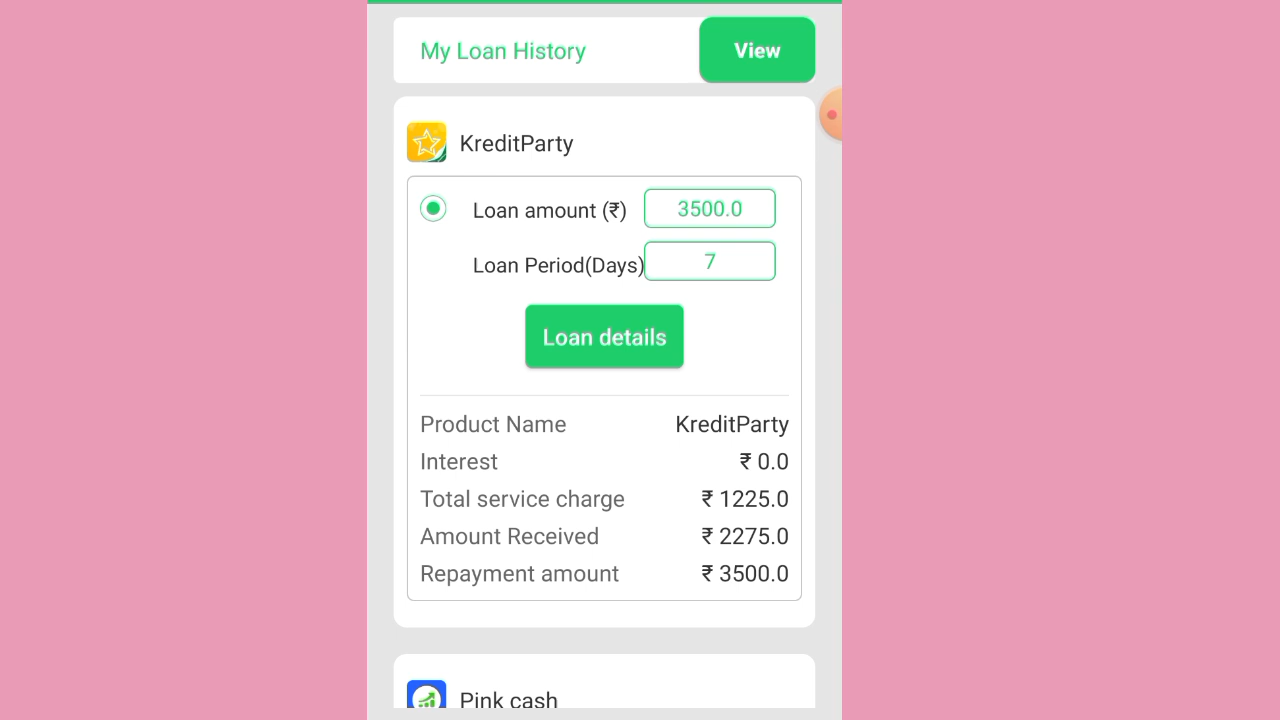 My Loan History View
KreditParty
Loan amount (₹) 3500.0
Loan Period(Days) 7
Loan details
Product Name KreditParty
Interest ₹ 0.0
Total service charge ₹ 1225.0
Amount Received ₹ 2275.0
Repayment amount ₹ 3500.0
Pink cash